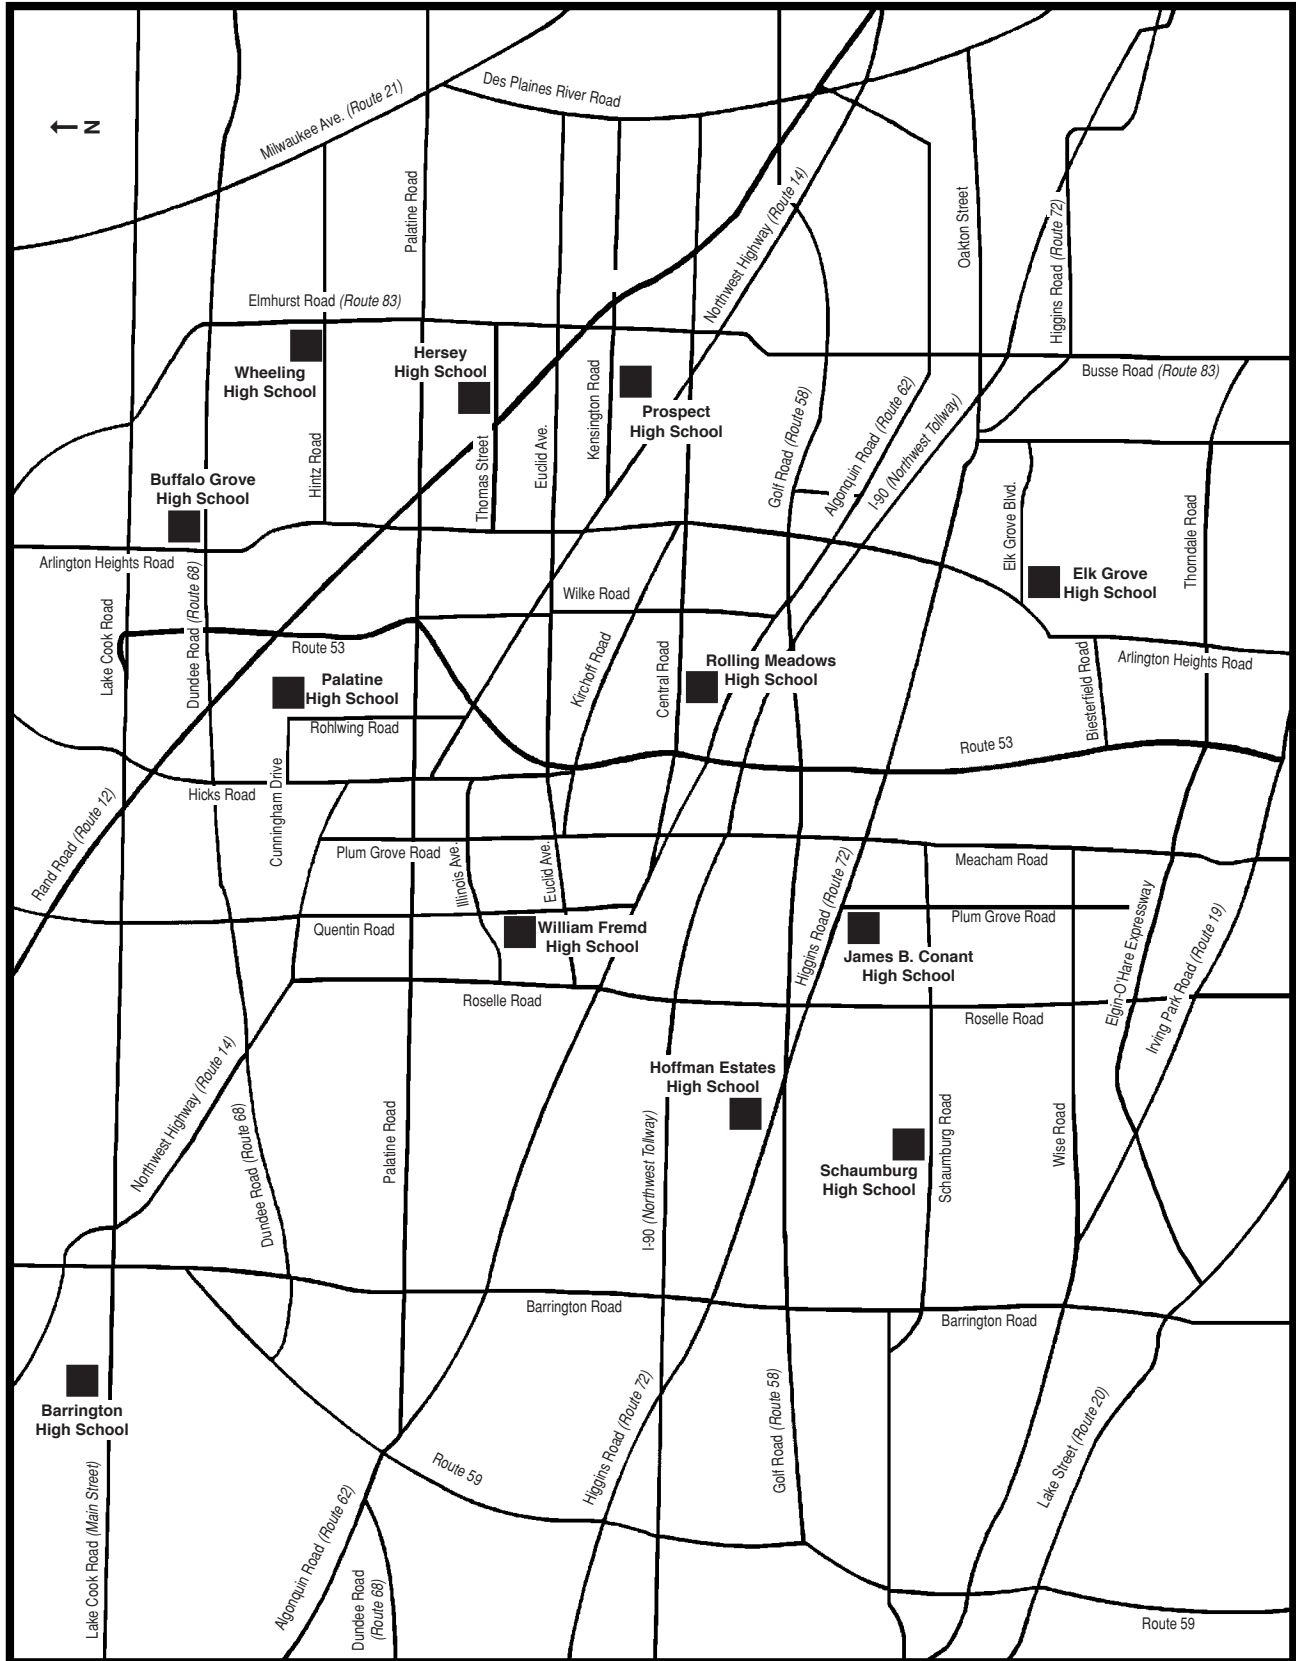 Des Plaines River Road
Milwaukee Ave. (Route 21)
N
Palatine Road
Northwest Highway (Route 14)
Oakton Street
Higgins Road (Route 72)
Elmhurst Road (Route 83)
Wheeling
High School
Hersey
High School
Busse Road (Route 83)
Kensington Road
Prospect
High School
Golf Road (Route 58)
Algonquin Road (Route 62)
I-90 (Northwest Tollway)
Hintz Road
Thomas Street
Euclid Ave.
Buffalo Grove
High School
Elk Grove Blvd.
Thorndale Road
Arlington Heights Road
Elk Grove
High School
Lake Cook Road
Dundee Road (Route 68)
Wilke Road
Route 53
Kirchoff Road
Central Road
Rolling Meadows
High School
Biesterfield Road
Arlington Heights Road
Palatine
High School
Rohlwing Road
Route 53
Cunningham Drive
Hicks Road
Rand Road (Route 12)
Plum Grove Road
Illinois Ave.
Euclid Ave.
Higgins Road (Route 72)
Meacham Road
Plum Grove Road
Elgin-O'Hare Expressway
Irving Park Road (Route 19)
Quentin Road
William Fremd
High School
James B. Conant
High School
Roselle Road
Roselle Road
Northwest Highway (Route 14)
Dundee Road (Route 68)
Palatine Road
I-90 (Northwest Tollway)
Hoffman Estates
High School
Schaumburg
High School
Schaumburg Road
Wise Road
Barrington Road
Barrington Road
Barrington
High School
Lake Cook Road (Main Street)
Route 59
Algonquin Road (Route 62)
Dundee Road
(Route 68)
Higgins Road (Route 72)
Golf Road (Route 58)
Lake Street (Route 20)
Route 59